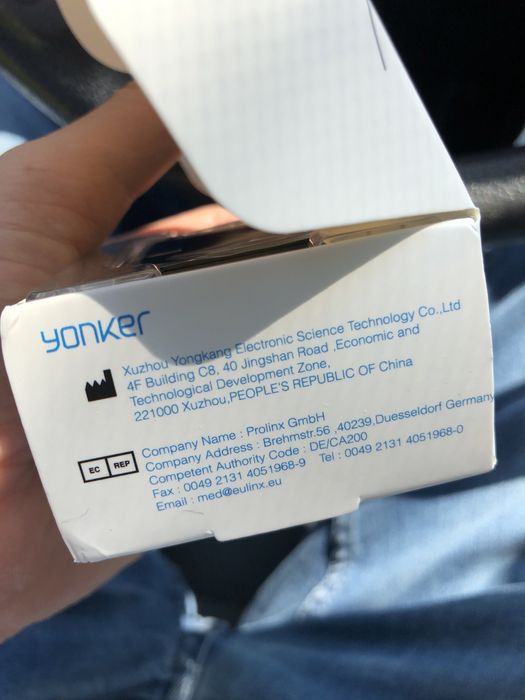 yonker
Xuzhou Yongkang Electronic Science Technology Co.,Ltd
4F Building C8, 40 Jingshan Road ,Economic and
Technological Development Zone,
221000 Xuzhou,PEOPLE'S REPUBLIC OF China
EC REP
Company Name : Prolinx GmbH
Company Address : Brehmstr.56 ,40239,Duesseldorf Germany
Competent Authority Code : DE/CA200
Fax : 0049 2131 4051968-9 Tel : 0049 2131 4051968-0
Email : med@eulinx.eu